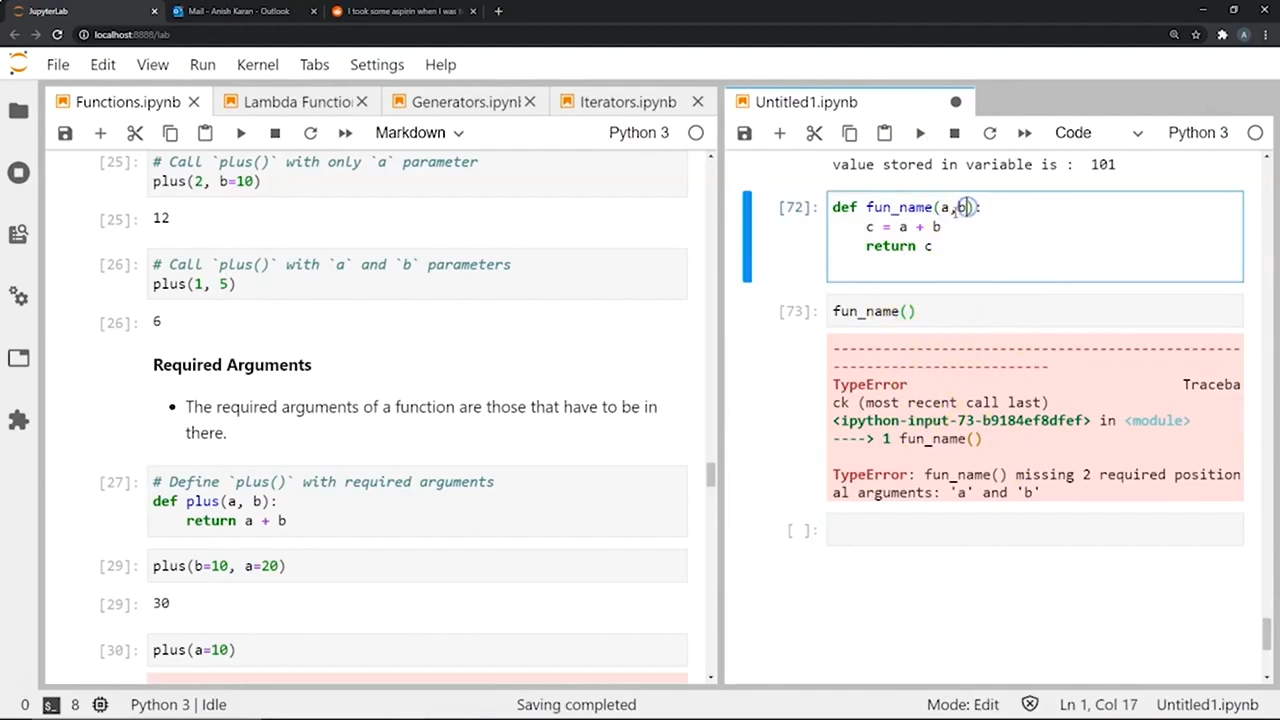 JupyterLab
Mail - Anish Karan - Outlook
I took some aspirin when I was
localhost:8888/lab
A
File Edit View Run Kernel Tabs Settings Help
Functions.ipynb
Lambda Functio
Generators.ipynl
Iterators.ipynb
Untitled1.ipynb
Markdown
Python 3
Code
Python 3
[25]: # Call `plus()` with only `a` parameter
plus(2, b=10)
[25]: 12
[26]: # Call `plus()` with `a` and `b` parameters
plus(1, 5)
[26]: 6
Required Arguments
• The required arguments of a function are those that have to be in
there.
[27]: # Define `plus()` with required arguments
def plus(a, b):
return a + b
[29]: plus(b=10, a=20)
[29]: 30
[30]: plus(a=10)
value stored in variable is : 101
[72]: def fun_name(a,b):
c = a + b
return c
[73]: fun_name()
---------------------------------------------------
---------------------------
TypeError Traceba
ck (most recent call last)
<ipython-input-73-b9184ef8dfef> in <module>
----> 1 fun_name()
TypeError: fun_name() missing 2 required position
al arguments: 'a' and 'b'
[ ]:
0 $_ 8 Python 3 | Idle Saving completed Mode: Edit Ln 1, Col 17 Untitled1.ipynb